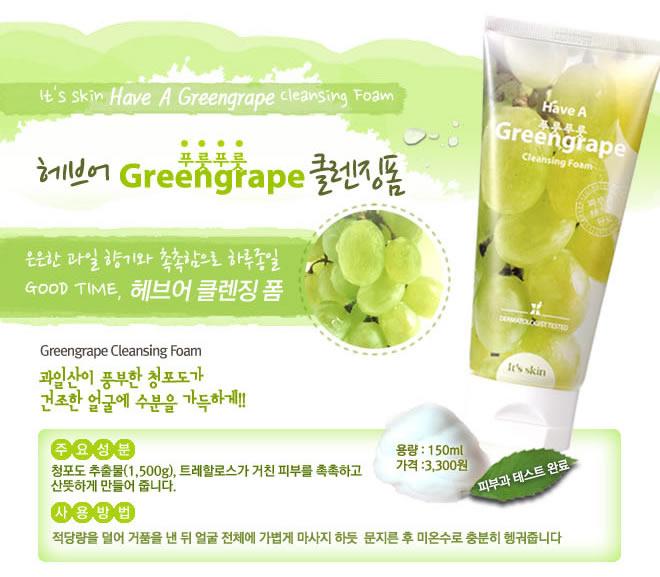 It's skin Have A Greengrape Cleansing Foam
푸룻푸룻
헤브어 Greengrape 클렌징폼
은은한 과일 향기와 촉촉함으로 하루종일
GOOD TIME, 헤브어 클렌징 폼
Greengrape Cleansing Foam
과일산이 풍부한 청포도가
건조한 얼굴에 수분을 가득하게!!
주요성분
청포도 추출물(1,500g), 트레할로스가 거친 피부를 촉촉하고
산뜻하게 만들어 줍니다.
사용방법
적당량을 덜어 거품을 낸 뒤 얼굴 전체에 가볍게 마사지 하듯 문지른 후 미온수로 충분히 헹궈줍니다
용량 : 150ml
가격 :3,300원
피부과 테스트 완료
Have A
푸룻푸룻
Greengrape
Cleansing Foam
DERMATOLOGIST TESTED
It's skin